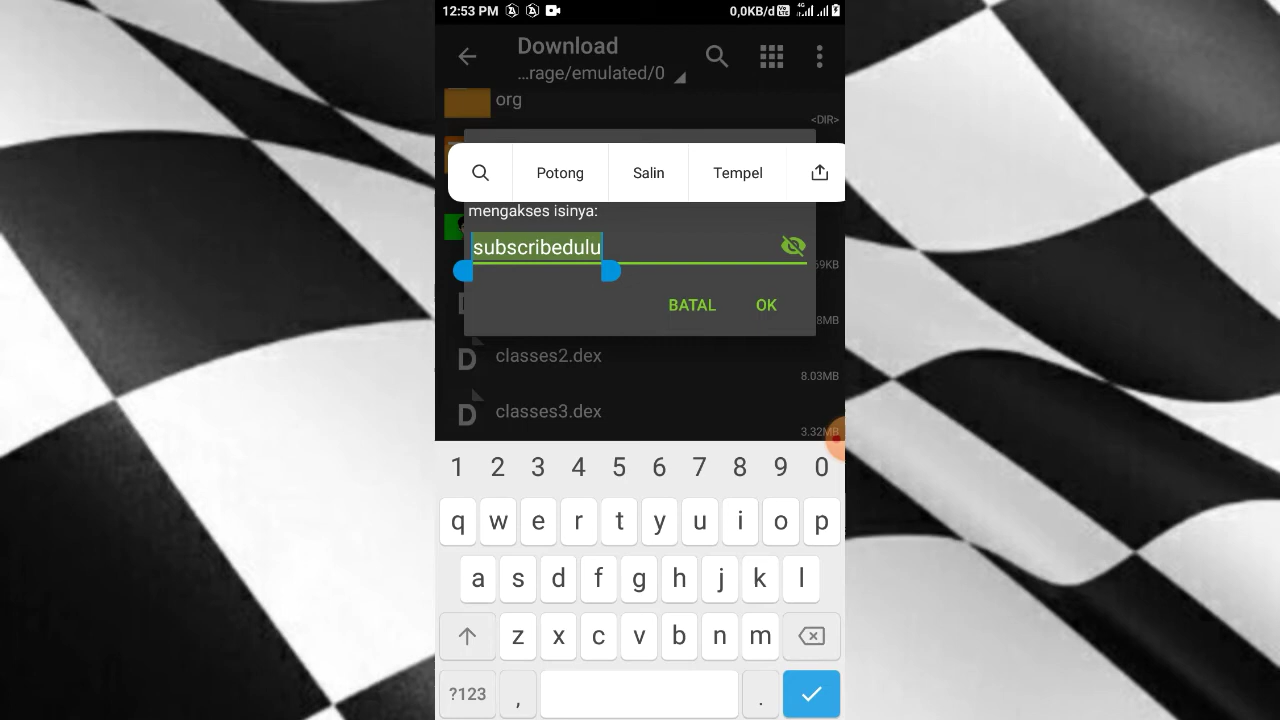 12:53 PM
0,0KB/d
4G
Download
...rage/emulated/0
org
<DIR>
Potong
Salin
Tempel
mengakses isinya:
subscribedulu
69KB
BATAL
OK
8MB
classes2.dex
8.03MB
classes3.dex
3.32MB
1 2 3 4 5 6 7 8 9 0
q w e r t y u i o p
a s d f g h j k l
z x c v b n m
?123 , .